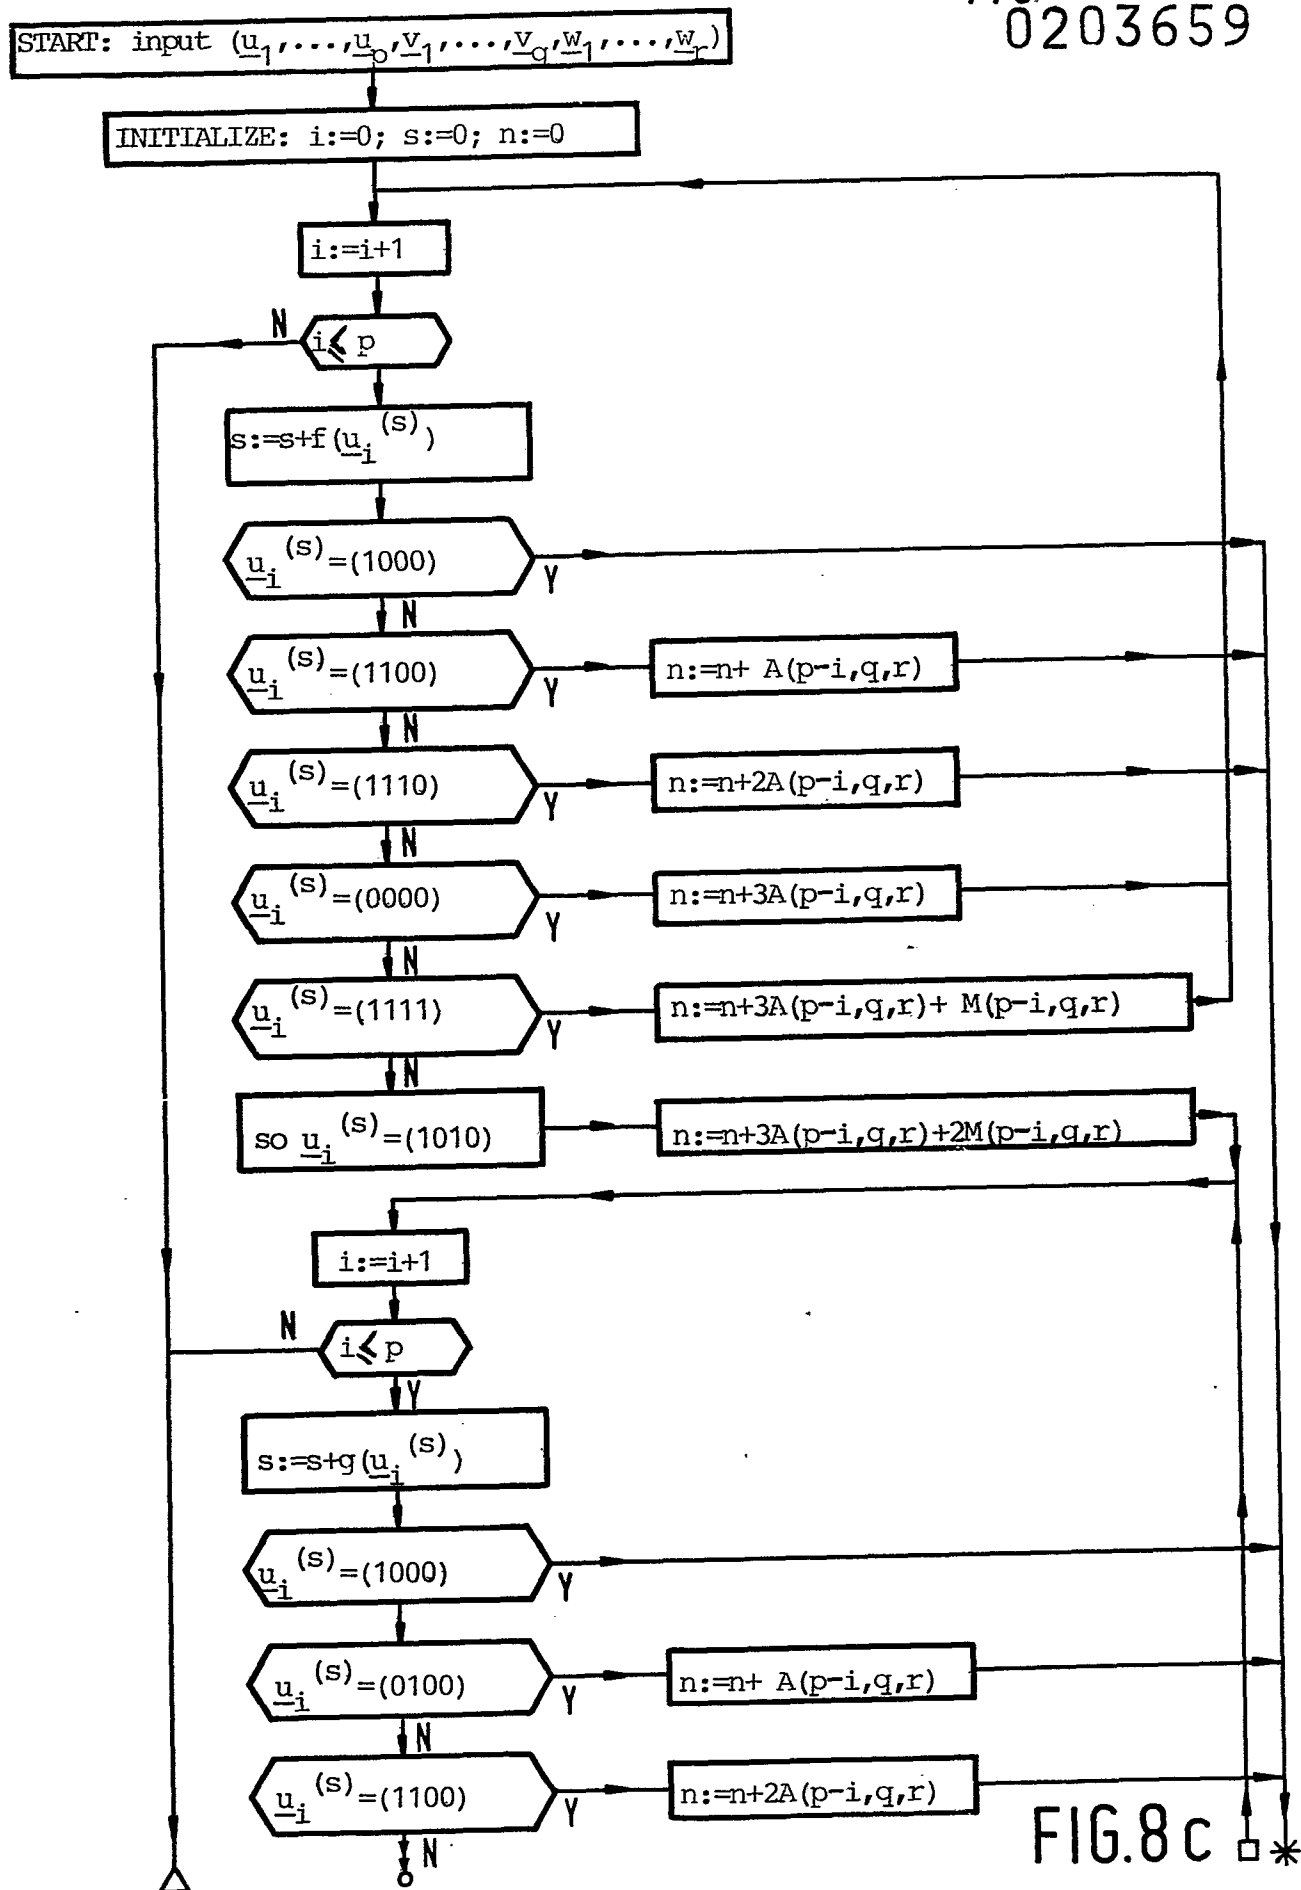 0203659
START: input (u1,...,up,v1,...,vq,w1,...,wr)
INITIALIZE: i:=0; s:=0; n:=0
i:=i+1
N
i≤p
s:=s+f(ui(s))
ui(s)=(1000)
Y
N
ui(s)=(1100)
Y
n:=n+ A(p-i,q,r)
N
ui(s)=(1110)
Y
n:=n+2A(p-i,q,r)
N
ui(s)=(0000)
Y
n:=n+3A(p-i,q,r)
N
ui(s)=(1111)
Y
n:=n+3A(p-i,q,r)+ M(p-i,q,r)
N
so ui(s)=(1010)
n:=n+3A(p-i,q,r)+2M(p-i,q,r)
i:=i+1
N
i≤p
Y
s:=s+g(ui(s))
ui(s)=(1000)
Y
ui(s)=(0100)
Y
n:=n+ A(p-i,q,r)
N
ui(s)=(1100)
Y
n:=n+2A(p-i,q,r)
N
FIG.8c